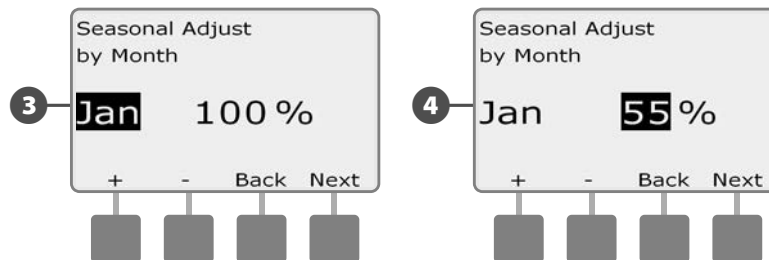 Seasonal Adjust
by Month
3
Jan 100 %
+ - Back Next
Seasonal Adjust
by Month
4
Jan 55 %
+ - Back Next